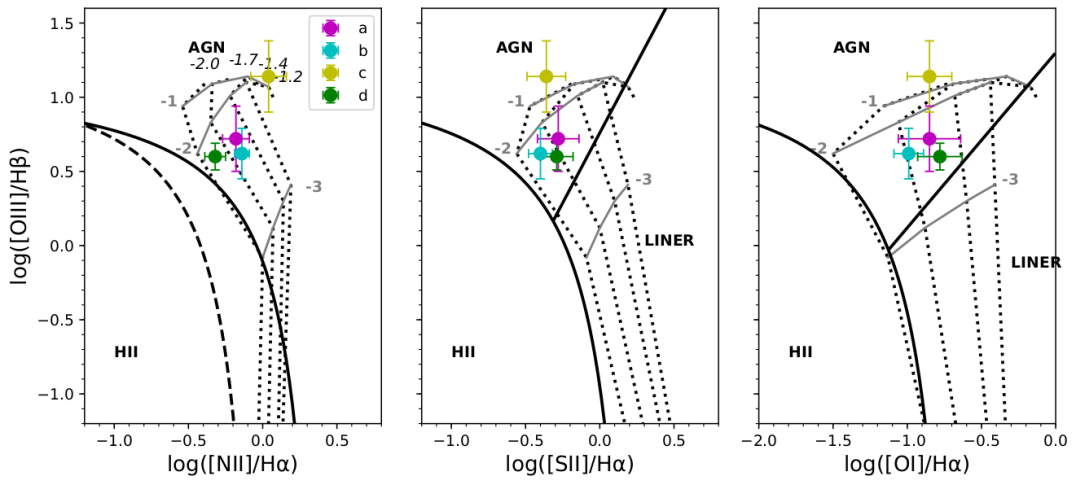 AGN
-2.0
-1.7
-1.4
-1.2
-1
-2
-3
HII
a
b
c
d
1.5
1.0
0.5
0.0
−0.5
−1.0
log([OIII]/Hβ)
−1.0
−0.5
0.0
0.5
log([NII]/Hα)
AGN
-1
-2
-3
LINER
HII
−1.0
−0.5
0.0
0.5
log([SII]/Hα)
AGN
-1
-2
-3
LINER
HII
−2.0
−1.5
−1.0
−0.5
0.0
log([OI]/Hα)